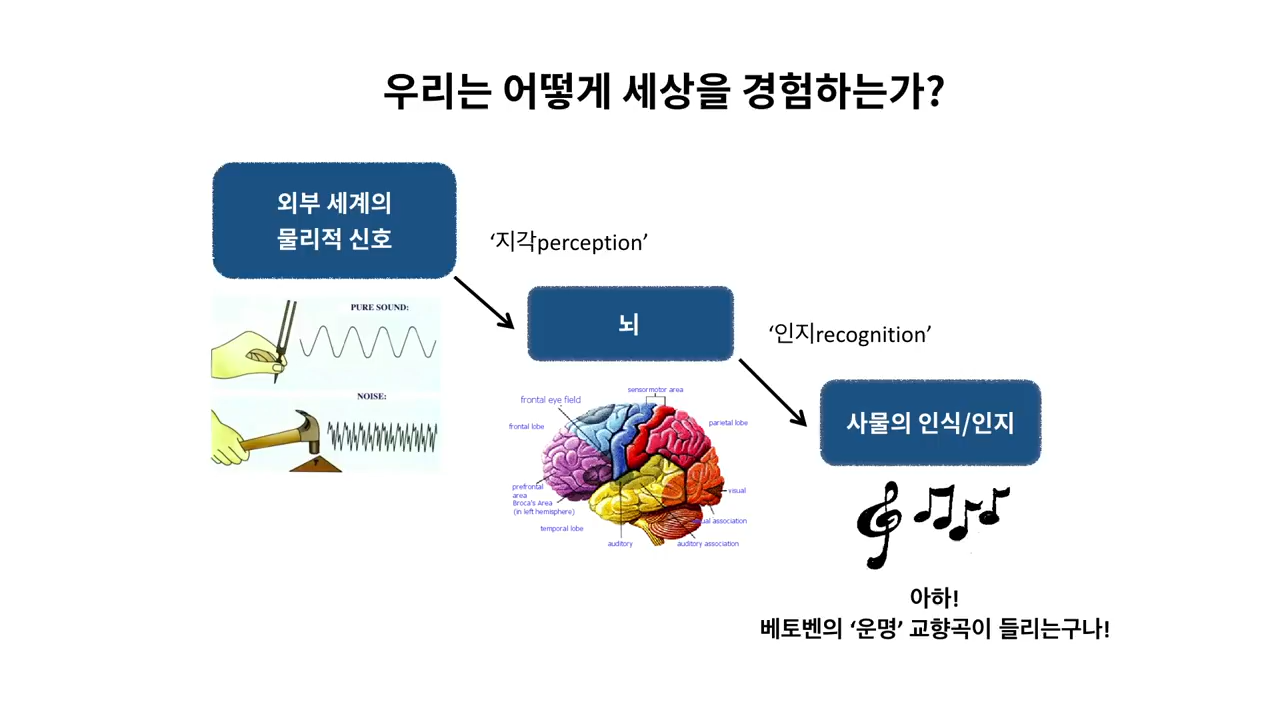 우리는 어떻게 세상을 경험하는가?
외부 세계의
물리적 신호
‘지각perception’
뇌
‘인지recognition’
사물의 인식/인지
PURE SOUND:
NOISE:
sensormotor area
frontal eye field
parietal lobe
frontal lobe
prefrontal
area
visual
Broca's Area
(in left hemisphere)
visual association
temporal lobe
auditory
auditory association
아하!
베토벤의 ‘운명’ 교향곡이 들리는구나!